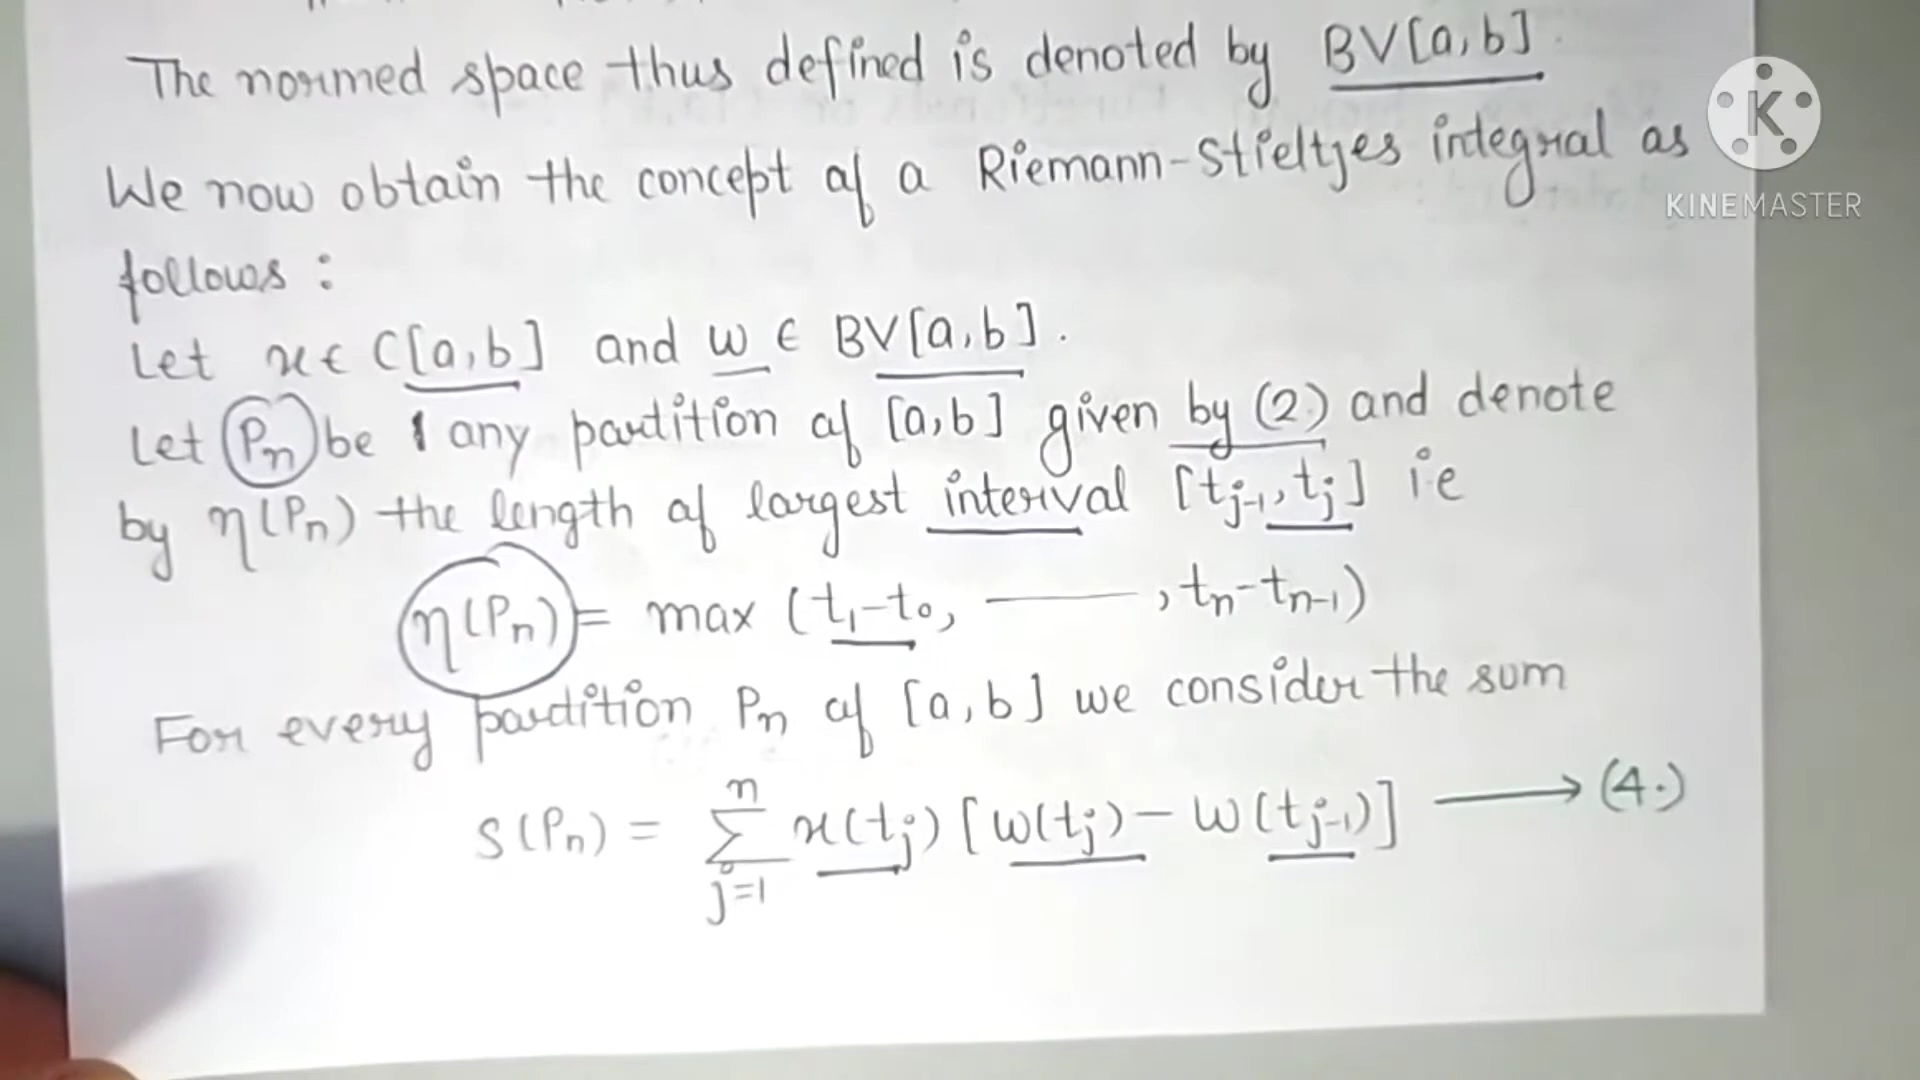 The normed space thus defined is denoted by BV[a,b].
We now obtain the concept of a Riemann-Stieltjes integral as
follows :
Let x ∈ C[a,b] and w ∈ BV[a,b].
Let Pn be any partition of [a,b] given by (2.) and denote
by η(Pn) the length of largest interval [tj-1, tj] i.e
η(Pn) = max (t1-t0, ——— , tn-tn-1)
For every partition Pn of [a,b] we consider the sum
S(Pn) = ∑ j=1 n x(tj) [w(tj) - w(tj-1)] ⟶ (4.)
K
KINEMASTER